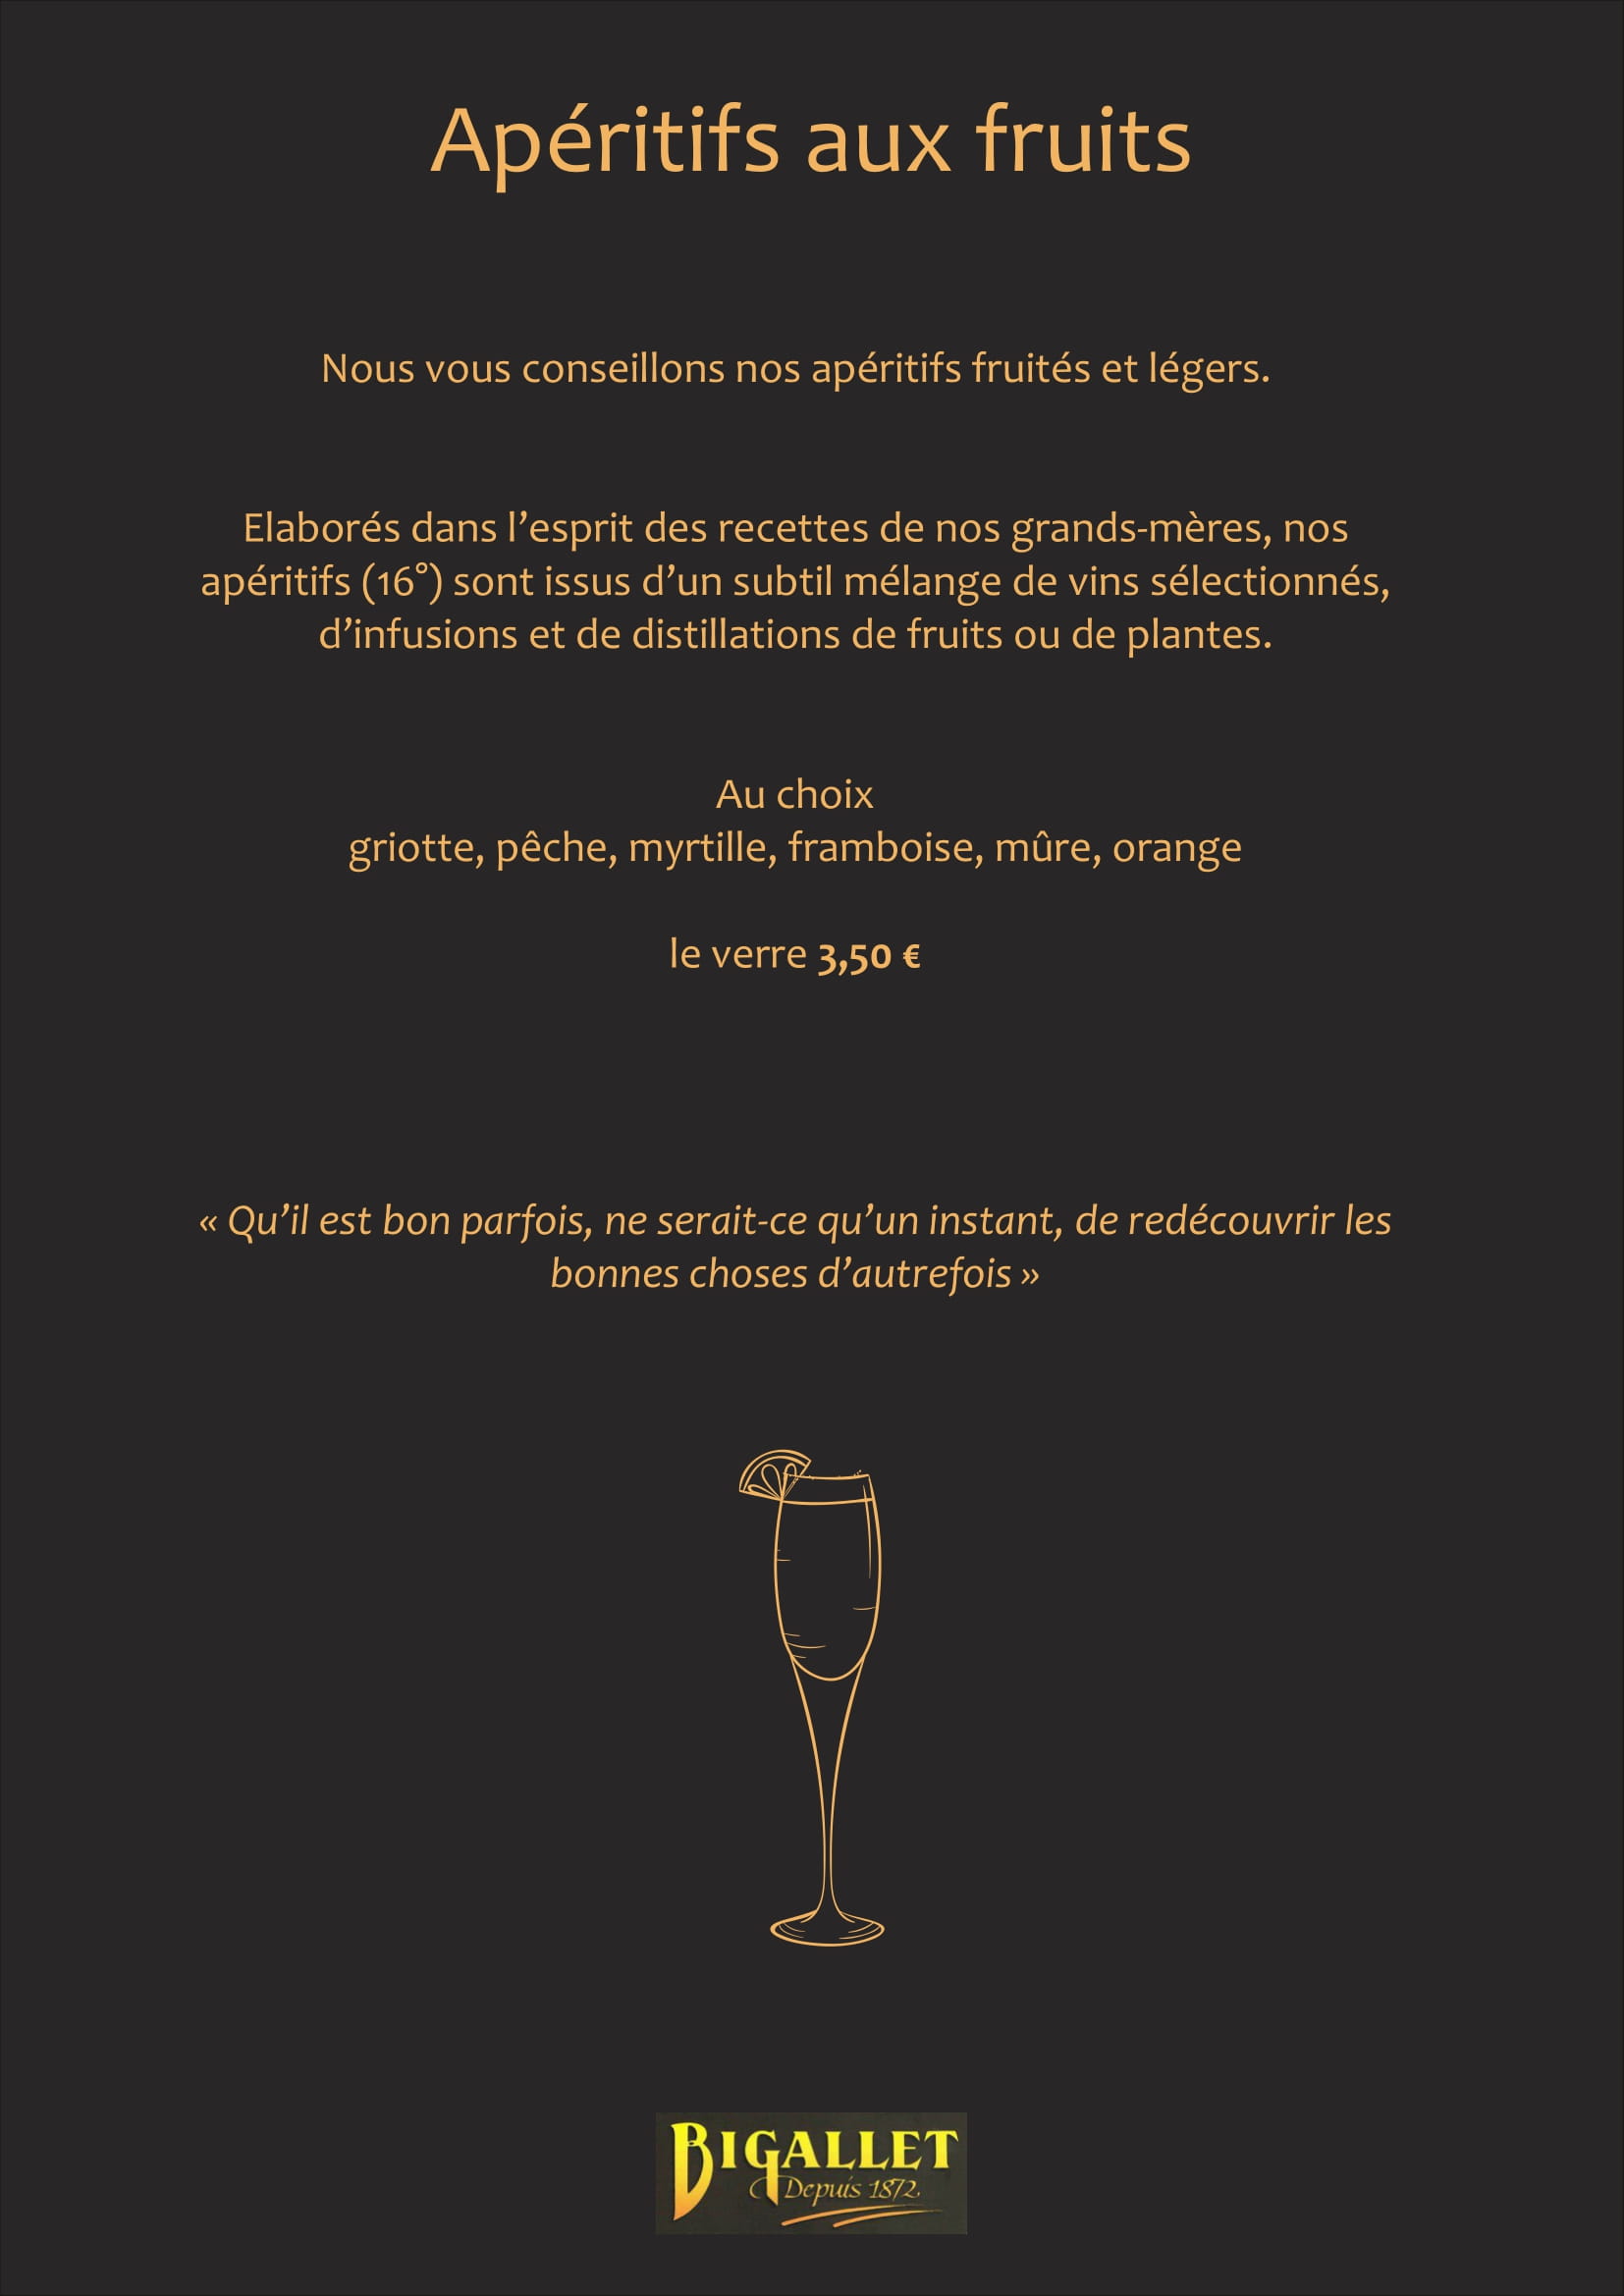 Apéritifs aux fruits
Nous vous conseillons nos apéritifs fruités et légers.
Elaborés dans l’esprit des recettes de nos grands-mères, nos
apéritifs (16°) sont issus d’un subtil mélange de vins sélectionnés,
d’infusions et de distillations de fruits ou de plantes.
Au choix
griotte, pêche, myrtille, framboise, mûre, orange
le verre 3,50 €
« Qu’il est bon parfois, ne serait-ce qu’un instant, de redécouvrir les
bonnes choses d’autrefois »
BIGALLET
Depuis 1872.